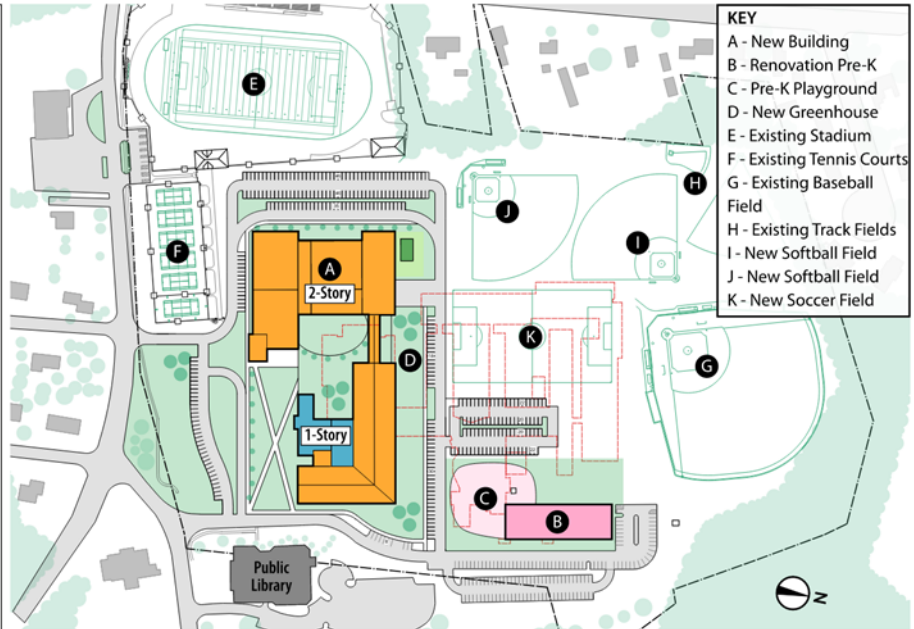 KEY
A - New Building
B - Renovation Pre-K
C - Pre-K Playground
D - New Greenhouse
E - Existing Stadium
F - Existing Tennis Courts
G - Existing Baseball
Field
H - Existing Track Fields
I - New Softball Field
J - New Softball Field
K - New Soccer Field
E
H
J
F
I
A
2-Story
K
D
G
1-Story
C
B
Public
Library
N